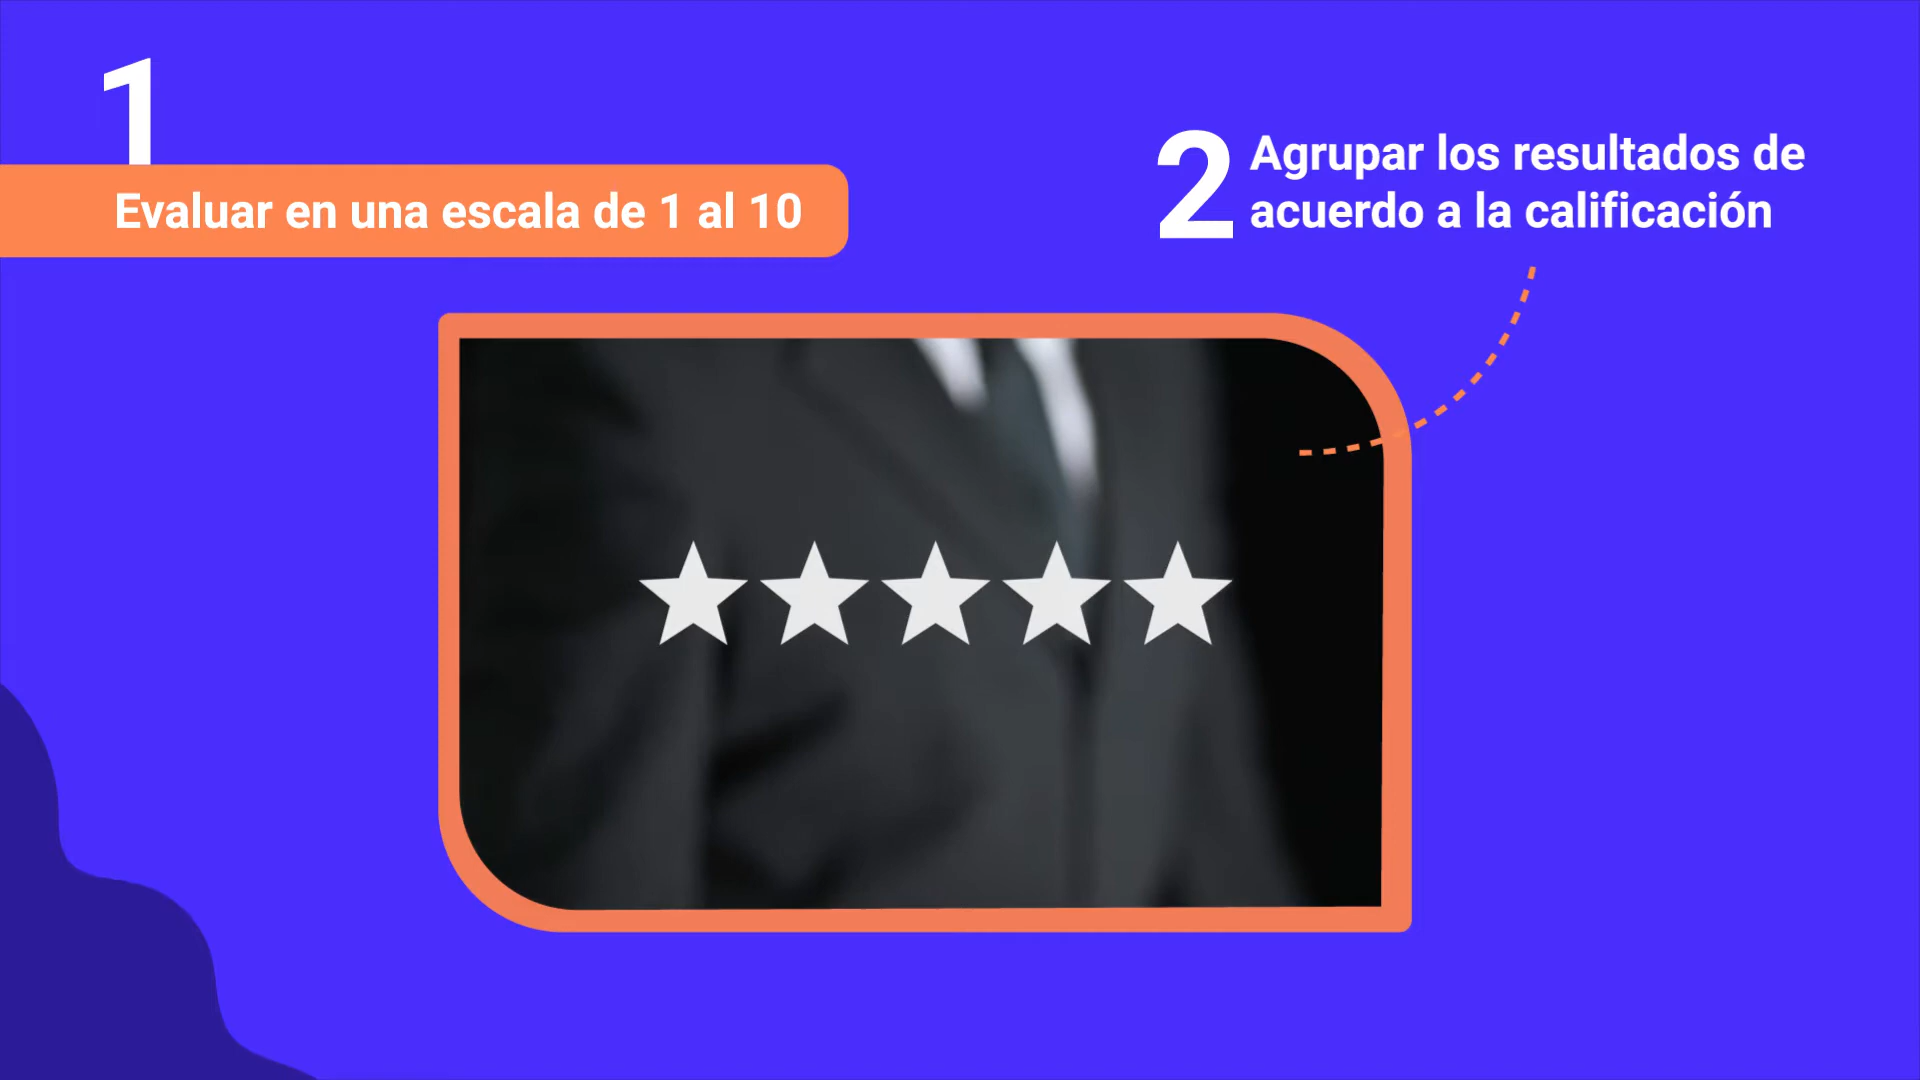 1
Evaluar en una escala de 1 al 10
2
Agrupar los resultados de
acuerdo a la calificación